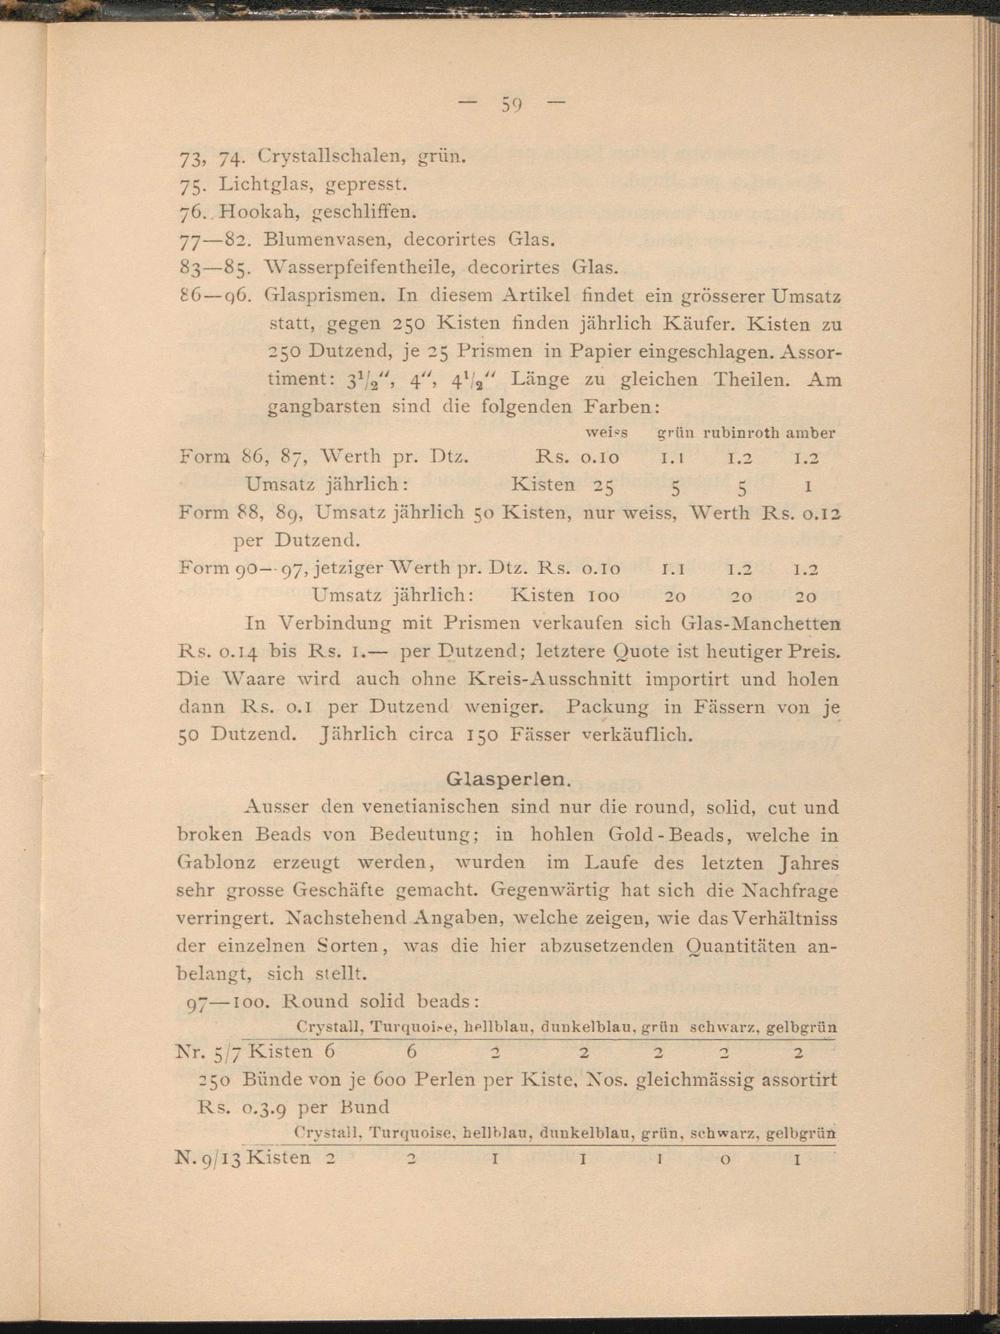 — 59 —
73, 74. Crystallschalen, grün.
75. Lichtglas, gepresst.
76. Hookah, geschliffen.
77—82. Blumenvasen, decorirtes Glas.
83—85. Wasserpfeifentheile, decorirtes Glas.
86—96. Glasprismen. In diesem Artikel findet ein grösserer Umsatz
statt, gegen 250 Kisten finden jährlich Käufer. Kisten zu
250 Dutzend, je 25 Prismen in Papier eingeschlagen. Assor-
timent: 3½", 4", 4½" Länge zu gleichen Theilen. Am
gangbarsten sind die folgenden Farben:
weiss grün rubinroth amber
Form 86, 87, Werth pr. Dtz. Rs. 0.10 1.1 1.2 1.2
Umsatz jährlich: Kisten 25 5 5 1
Form 88, 89, Umsatz jährlich 50 Kisten, nur weiss, Werth Rs. 0.12
per Dutzend.
Form 90—97, jetziger Werth pr. Dtz. Rs. 0.10 1.1 1.2 1.2
Umsatz jährlich: Kisten 100 20 20 20
In Verbindung mit Prismen verkaufen sich Glas-Manchetten
Rs. 0.14 bis Rs. 1.— per Dutzend; letztere Quote ist heutiger Preis.
Die Waare wird auch ohne Kreis-Ausschnitt importirt und holen
dann Rs. 0.1 per Dutzend weniger. Packung in Fässern von je
50 Dutzend. Jährlich circa 150 Fässer verkäuflich.
Glasperlen.
Ausser den venetianischen sind nur die round, solid, cut und
broken Beads von Bedeutung; in hohlen Gold-Beads, welche in
Gablonz erzeugt werden, wurden im Laufe des letzten Jahres
sehr grosse Geschäfte gemacht. Gegenwärtig hat sich die Nachfrage
verringert. Nachstehend Angaben, welche zeigen, wie das Verhältniss
der einzelnen Sorten, was die hier abzusetzenden Quantitäten an-
belangt, sich stellt.
97—100. Round solid beads:
Crystall, Turquoise, hellblau, dunkelblau, grün schwarz, gelbgrün
Nr. 5/7 Kisten 6 6 2 2 2 2 2
250 Bünde von je 600 Perlen per Kiste, Nos. gleichmässig assortirt
Rs. 0.3.9 per Bund
Crystall, Turquoise, hellblau, dunkelblau, grün, schwarz, gelbgrün
N. 9/13 Kisten 2 2 1 1 1 0 1